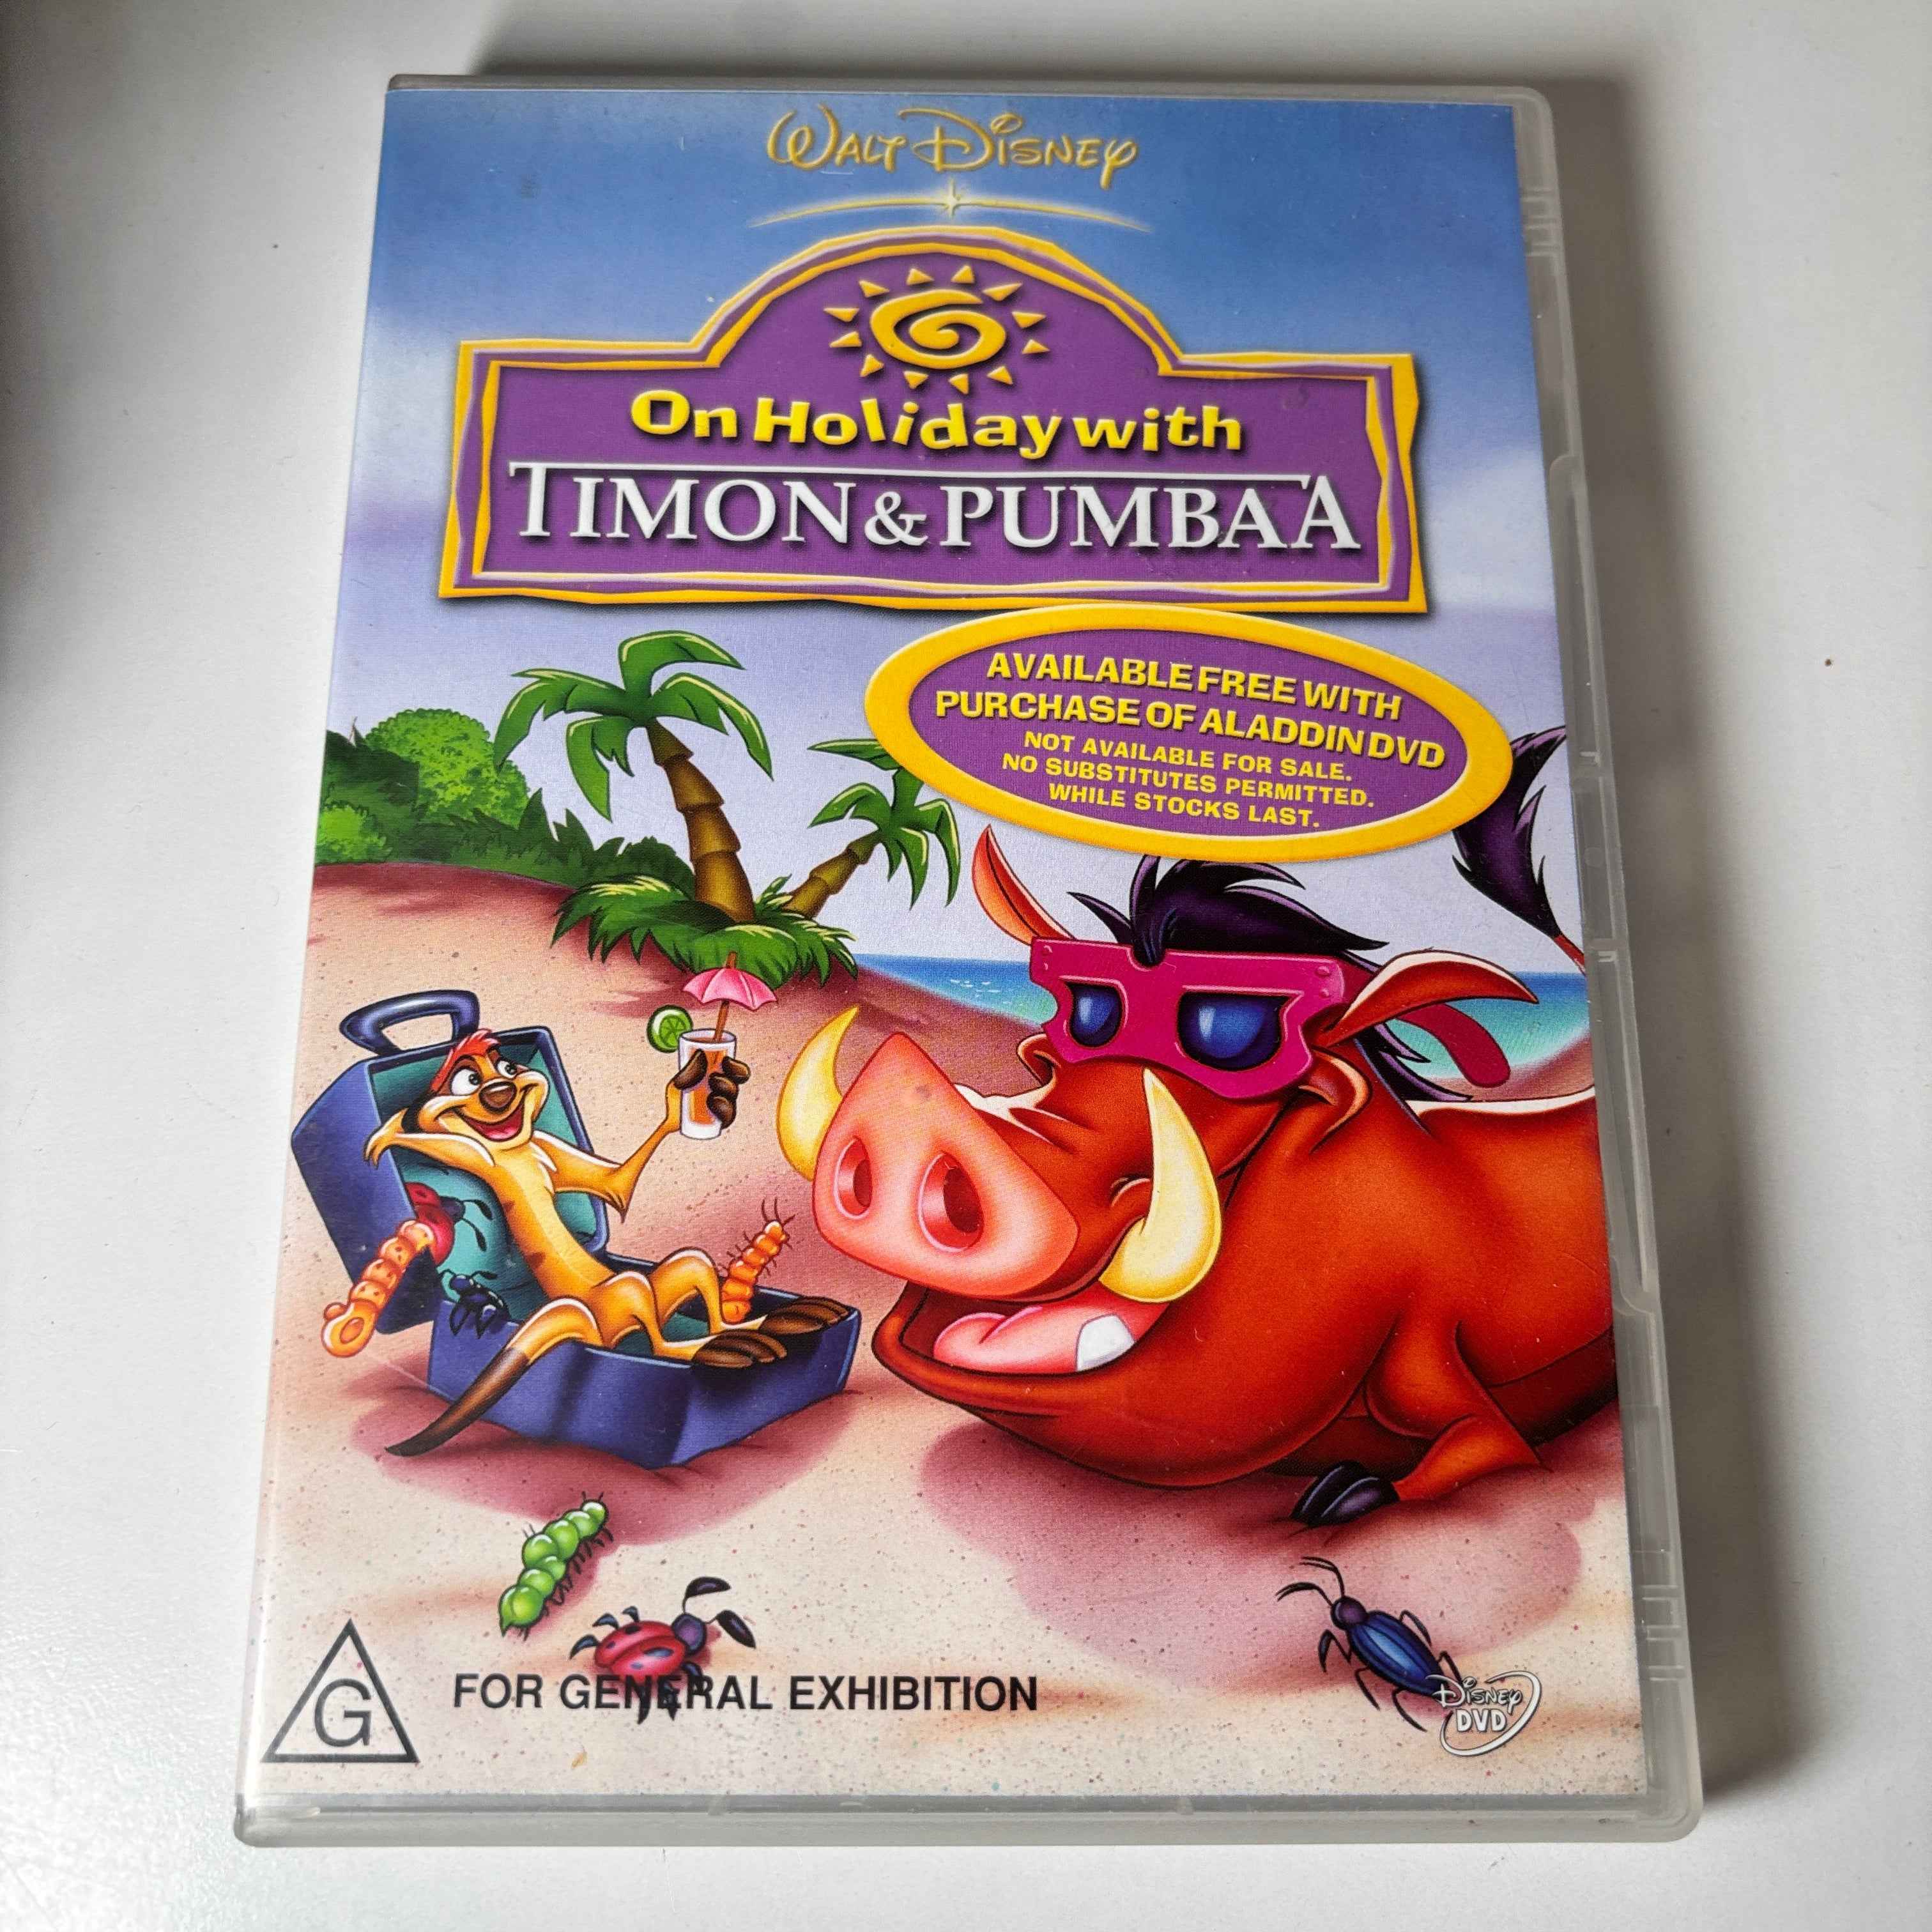 WALT DISNEY
On Holiday with
TIMON & PUMBAA
AVAILABLE FREE WITH
PURCHASE OF ALADDIN DVD
NOT AVAILABLE FOR SALE.
NO SUBSTITUTES PERMITTED.
WHILE STOCKS LAST.
G
FOR GENERAL EXHIBITION
DISNEY
DVD